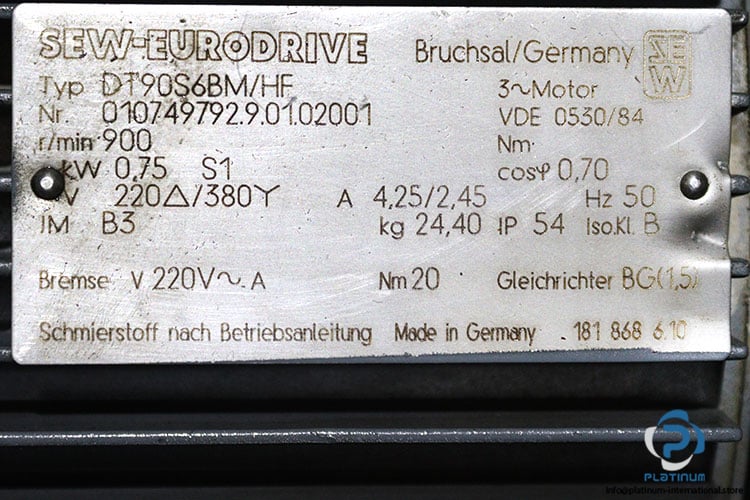 SEW-EURODRIVE Bruchsal/Germany SEW
Typ DT90S6BM/HF 3~Motor
Nr. 010749792.9.01.02001 VDE 0530/84
r/min 900 Nm
kW 0,75 S1 cosφ 0,70
V 220△/380Y A 4,25/2,45 Hz 50
IM B3 kg 24,40 IP 54 Iso.Kl. B
Bremse V 220V~ A Nm 20 Gleichrichter BG(1,5)
Schmierstoff nach Betriebsanleitung Made in Germany 181 868 6.10
PLATINUM
info@platinum-international.store